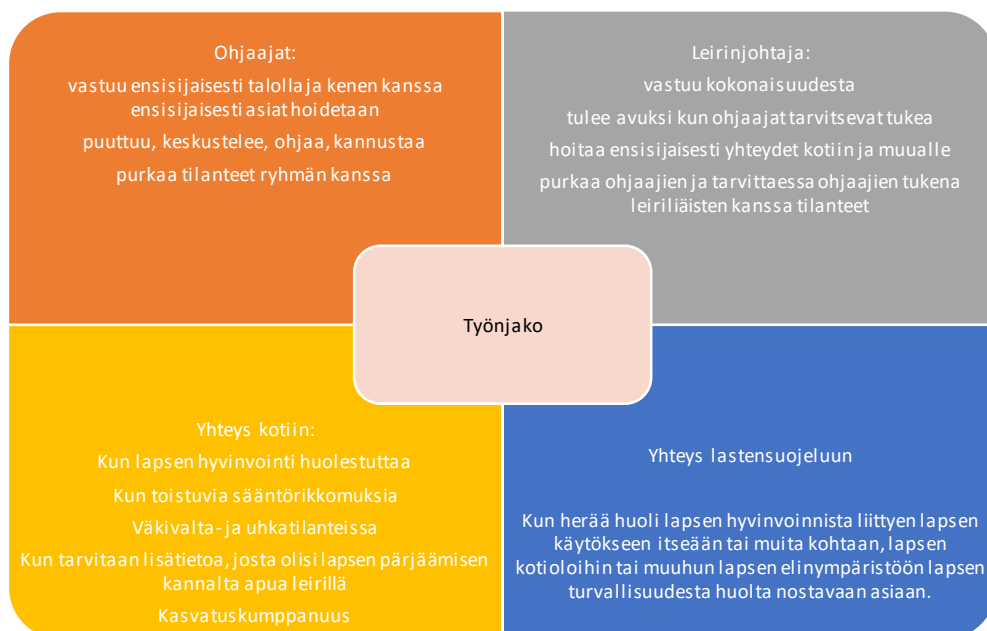 Ohjaajat:
vastuu ensisijaisesti talolla ja kenen kanssa
ensisijaisesti asiat hoidetaan
puuttuu, keskustelee, ohjaa, kannustaa
purkaa tilanteet ryhmän kanssa
Leirinjohtaja:
vastuu kokonaisuudesta
tulee avuksi kun ohjaajat tarvitsevat tukea
hoitaa ensisijaisesti yhteydet kotiin ja muualle
purkaa ohjaajien ja tarvittaessa ohjaajien tukena
leiriliäisten kanssa tilanteet
Työnjako
Yhteys kotiin:
Kun lapsen hyvinvointi huolestuttaa
Kun toistuvia sääntörikkomuksia
Väkivalta- ja uhkatilanteissa
Kun tarvitaan lisätietoa, josta olisi lapsen pärjäämisen
kannalta apua leirillä
Kasvatuskumppanuus
Yhteys lastensuojeluun
Kun herää huoli lapsen hyvinvoinnista liittyen lapsen
käytökseen itseään tai muita kohtaan, lapsen
kotioloihin tai muuhun lapsen elinympäristöön lapsen
turvallisuudesta huolta nostavaan asiaan.